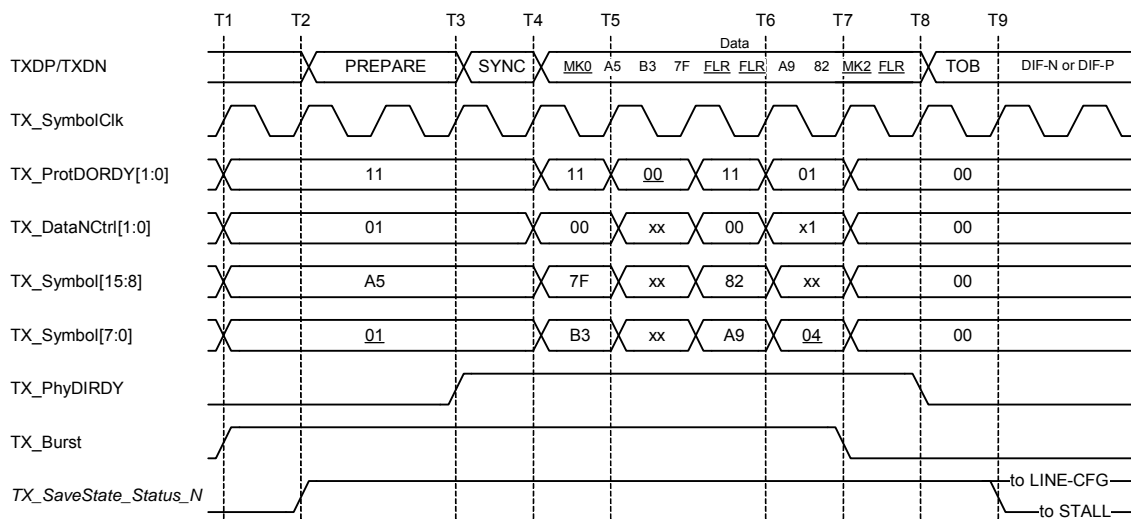 T1 T2 T3 T4 T5 T6 T7 T8 T9
Data
TXDP/TXDN PREPARE SYNC MK0 A5 B3 7F FLR FLR A9 82 MK2 FLR TOB DIF-N or DIF-P
TX_SymbolClk
TX_ProtDORDY[1:0] 11 11 00 11 01 00
TX_DataNCtrl[1:0] 01 00 xx 00 x1 00
TX_Symbol[15:8] A5 7F xx 82 xx 00
TX_Symbol[7:0] 01 B3 xx A9 04 00
TX_PhyDIRDY
TX_Burst
to LINE-CFG
TX_SaveState_Status_N
to STALL